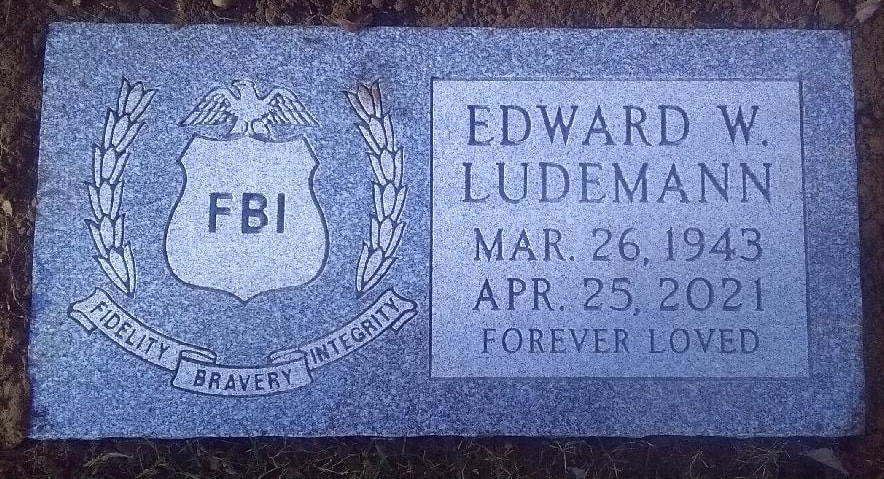 FBI
FIDELITY BRAVERY INTEGRITY
EDWARD W.
LUDEMANN
MAR. 26, 1943
APR. 25, 2021
FOREVER LOVED